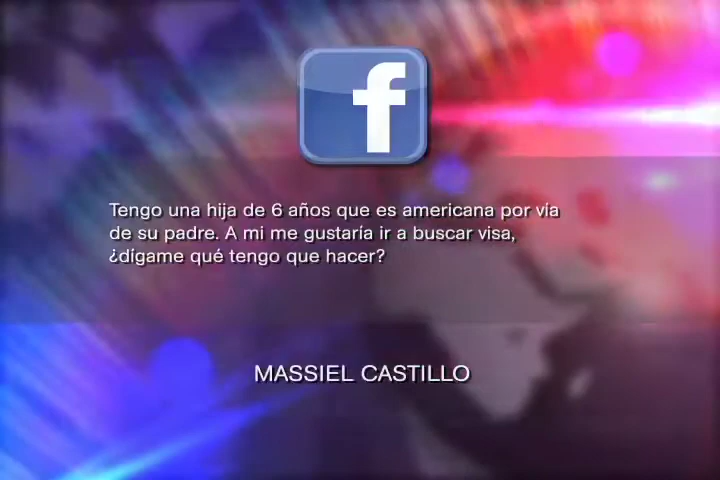 f
Tengo una hija de 6 años que es americana por vía
de su padre. A mi me gustaría ir a buscar visa,
¿dígame qué tengo que hacer?
MASSIEL CASTILLO